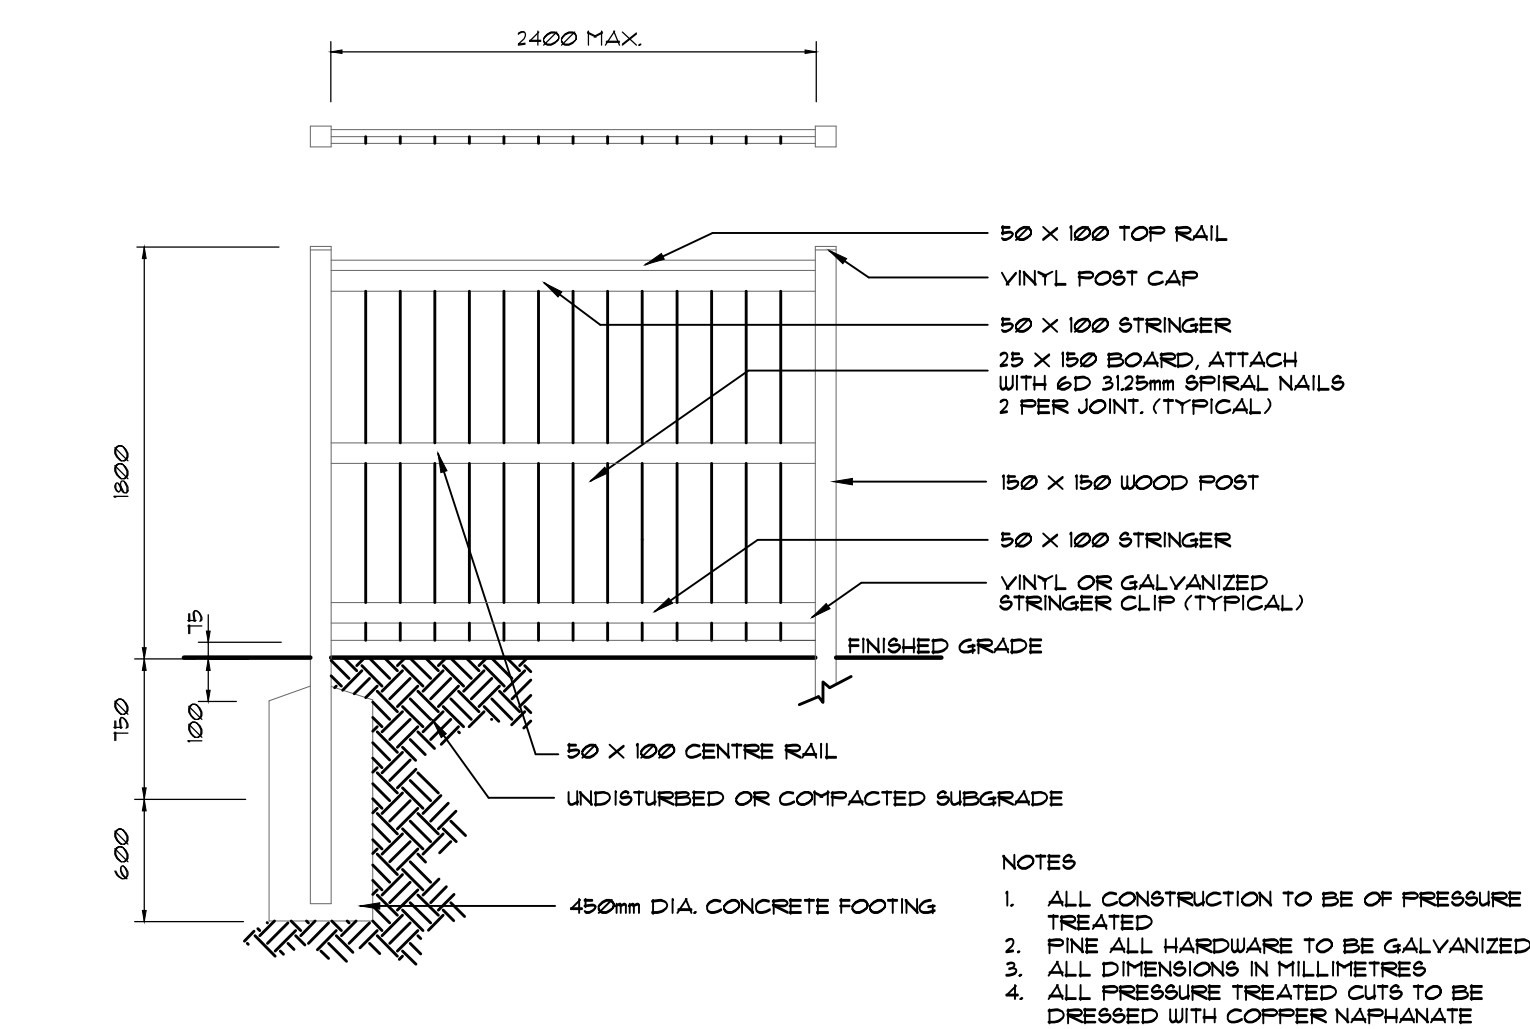 2400 MAX.
50 X 100 TOP RAIL
VINYL POST CAP
50 X 100 STRINGER
25 X 150 BOARD, ATTACH
WITH 6D 31.25mm SPIRAL NAILS
2 PER JOINT. (TYPICAL)
150 X 150 WOOD POST
50 X 100 STRINGER
VINYL OR GALVANIZED
STRINGER CLIP (TYPICAL)
FINISHED GRADE
1800
75
100
750
600
50 X 100 CENTRE RAIL
UNDISTURBED OR COMPACTED SUBGRADE
450mm DIA. CONCRETE FOOTING
NOTES
1. ALL CONSTRUCTION TO BE OF PRESSURE
TREATED
2. PINE ALL HARDWARE TO BE GALVANIZED
3. ALL DIMENSIONS IN MILLIMETRES
4. ALL PRESSURE TREATED CUTS TO BE
DRESSED WITH COPPER NAPHANATE